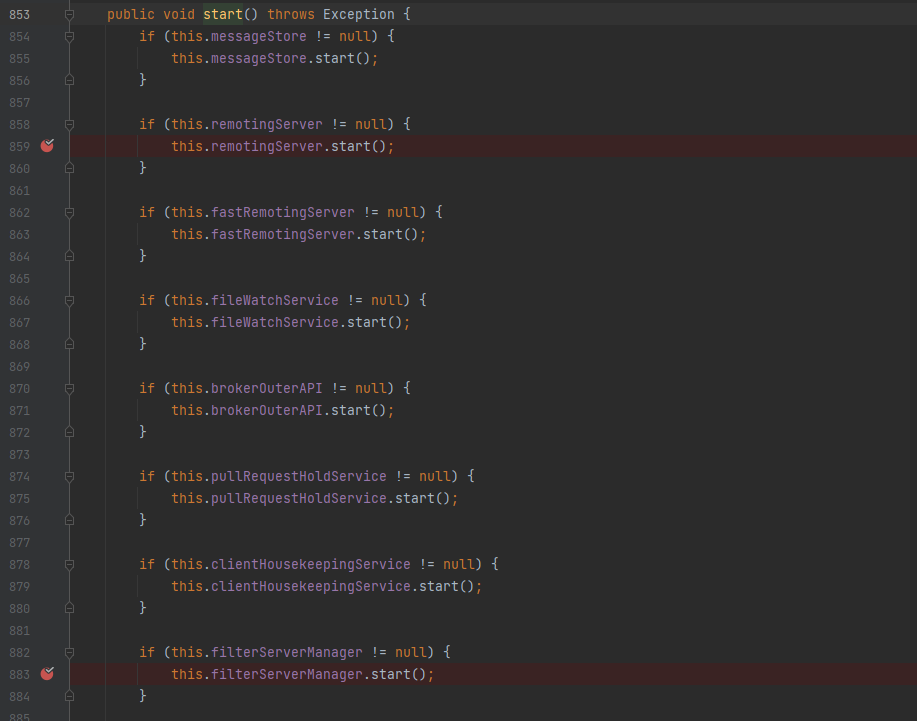 853 public void start() throws Exception {
854 if (this.messageStore != null) {
855 this.messageStore.start();
856 }
857
858 if (this.remotingServer != null) {
859 this.remotingServer.start();
860 }
861
862 if (this.fastRemotingServer != null) {
863 this.fastRemotingServer.start();
864 }
865
866 if (this.fileWatchService != null) {
867 this.fileWatchService.start();
868 }
869
870 if (this.brokerOuterAPI != null) {
871 this.brokerOuterAPI.start();
872 }
873
874 if (this.pullRequestHoldService != null) {
875 this.pullRequestHoldService.start();
876 }
877
878 if (this.clientHousekeepingService != null) {
879 this.clientHousekeepingService.start();
880 }
881
882 if (this.filterServerManager != null) {
883 this.filterServerManager.start();
884 }
885